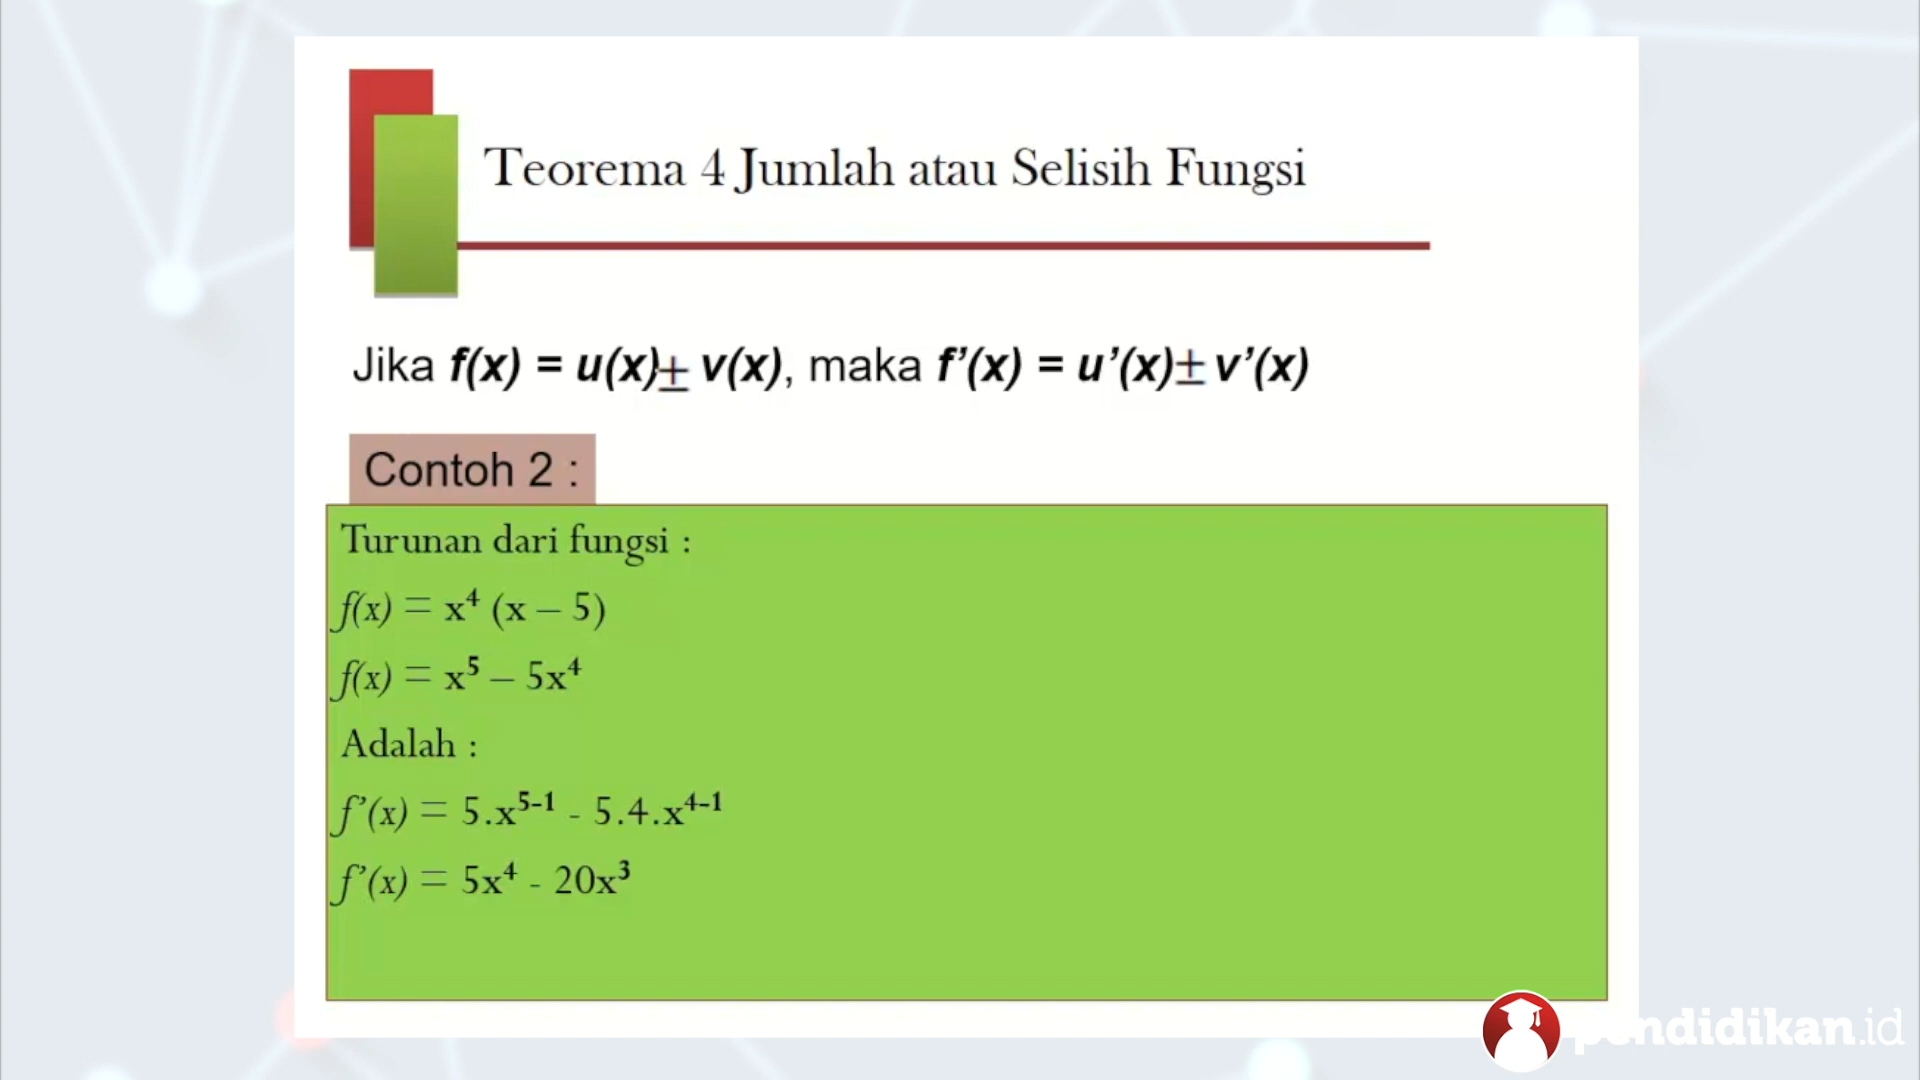 Teorema 4 Jumlah atau Selisih Fungsi
Jika f(x) = u(x)± v(x), maka f’(x) = u’(x)± v’(x)
Contoh 2 :
Turunan dari fungsi :
f(x) = x⁴ (x – 5)
f(x) = x⁵ – 5x⁴
Adalah :
f’(x) = 5.x⁵⁻¹ - 5.4.x⁴⁻¹
f’(x) = 5x⁴ - 20x³
pendidikan.id